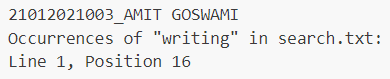 21012021003_AMIT GOSWAMI
Occurrences of "writing" in search.txt:
Line 1, Position 16